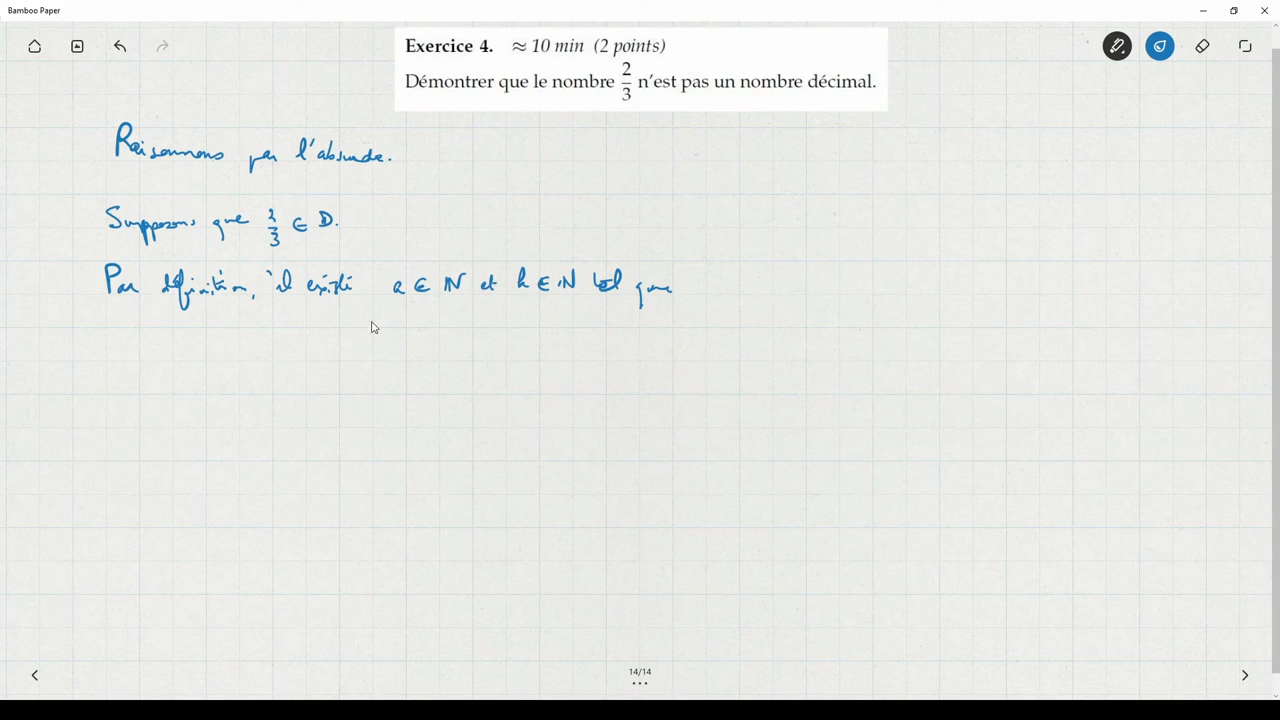 Bamboo Paper
Exercice 4. ≈ 10 min (2 points)
Démontrer que le nombre 2/3 n'est pas un nombre décimal.
Raisonnons par l'absurde.
Supposons que 2/3 ∈ D.
Par définition, il existe a ∈ N et k ∈ N tel que
14/14